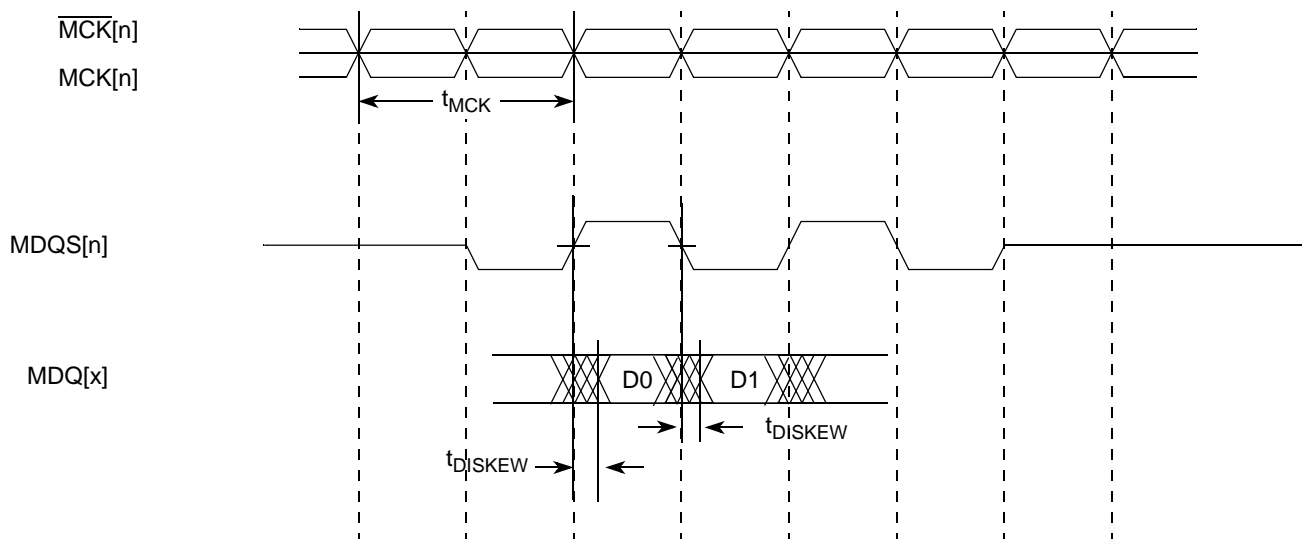 MCK[n]
MCK[n]
tMCK
MDQS[n]
MDQ[x]
D0
D1
tDISKEW
tDISKEW